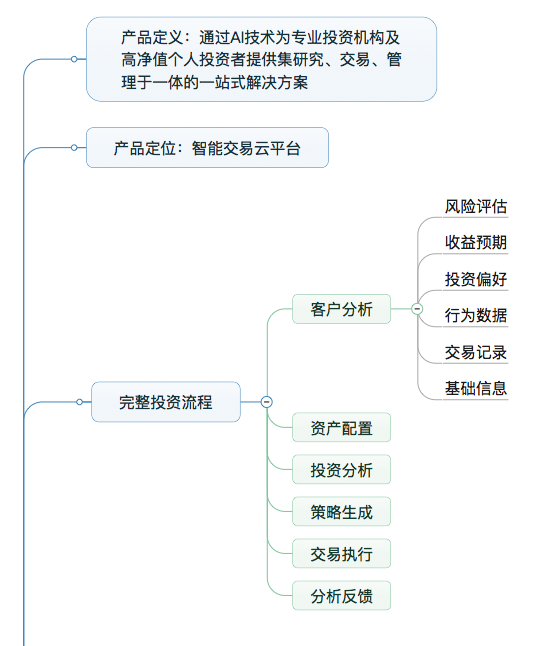 产品定义：通过AI技术为专业投资机构及
高净值个人投资者提供集研究、交易、管
理于一体的一站式解决方案
产品定位：智能交易云平台
完整投资流程
客户分析
风险评估
收益预期
投资偏好
行为数据
交易记录
基础信息
资产配置
投资分析
策略生成
交易执行
分析反馈